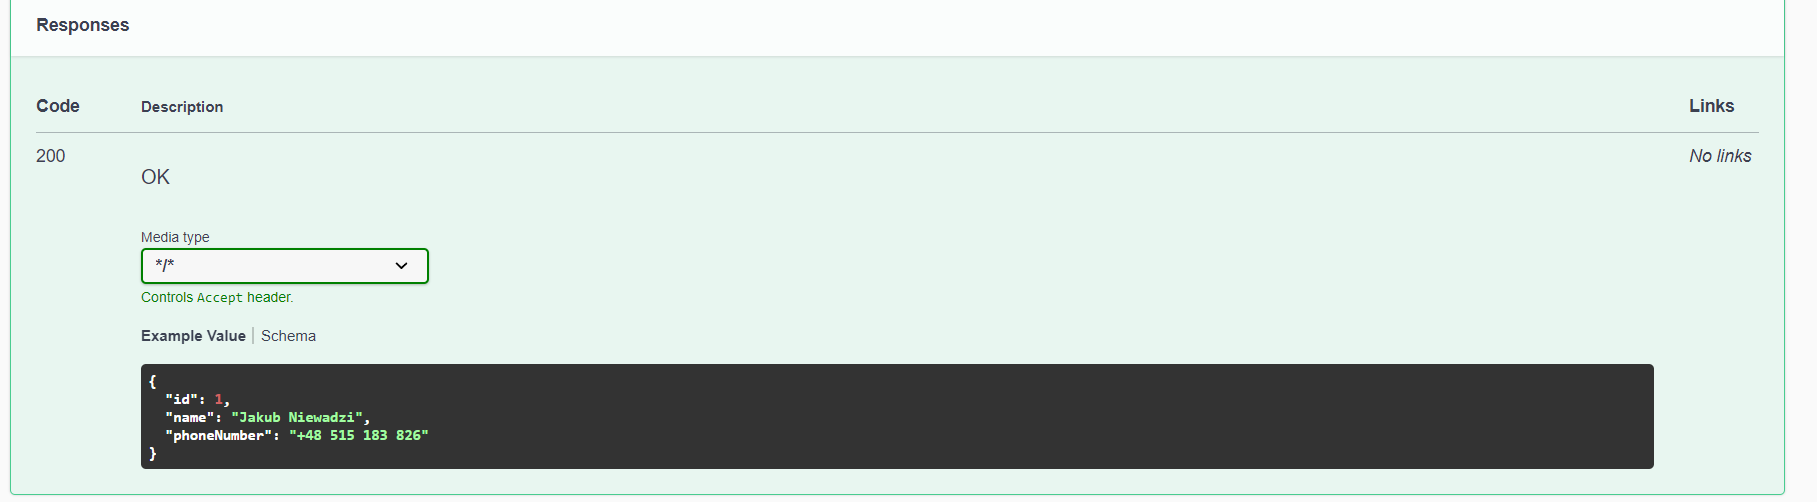 Responses
Code Description Links
200 No links
OK
Media type
*/*
Controls Accept header.
Example Value Schema
{
"id": 1,
"name": "Jakub Niewadzi",
"phoneNumber": "+48 515 183 826"
}